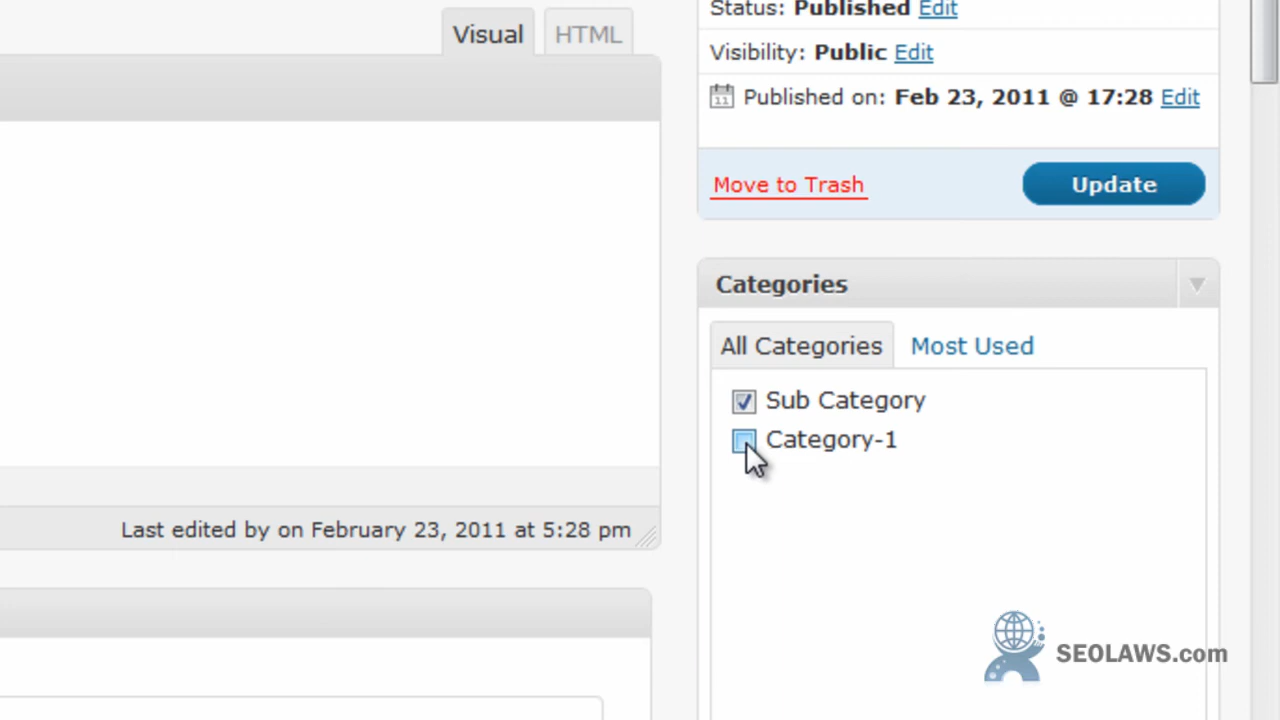 Visual HTML
Status: Published Edit
Visibility: Public Edit
11 Published on: Feb 23, 2011 @ 17:28 Edit
Move to Trash Update
Categories
All Categories Most Used
Sub Category
Category-1
Last edited by on February 23, 2011 at 5:28 pm
SEOLAWS.com